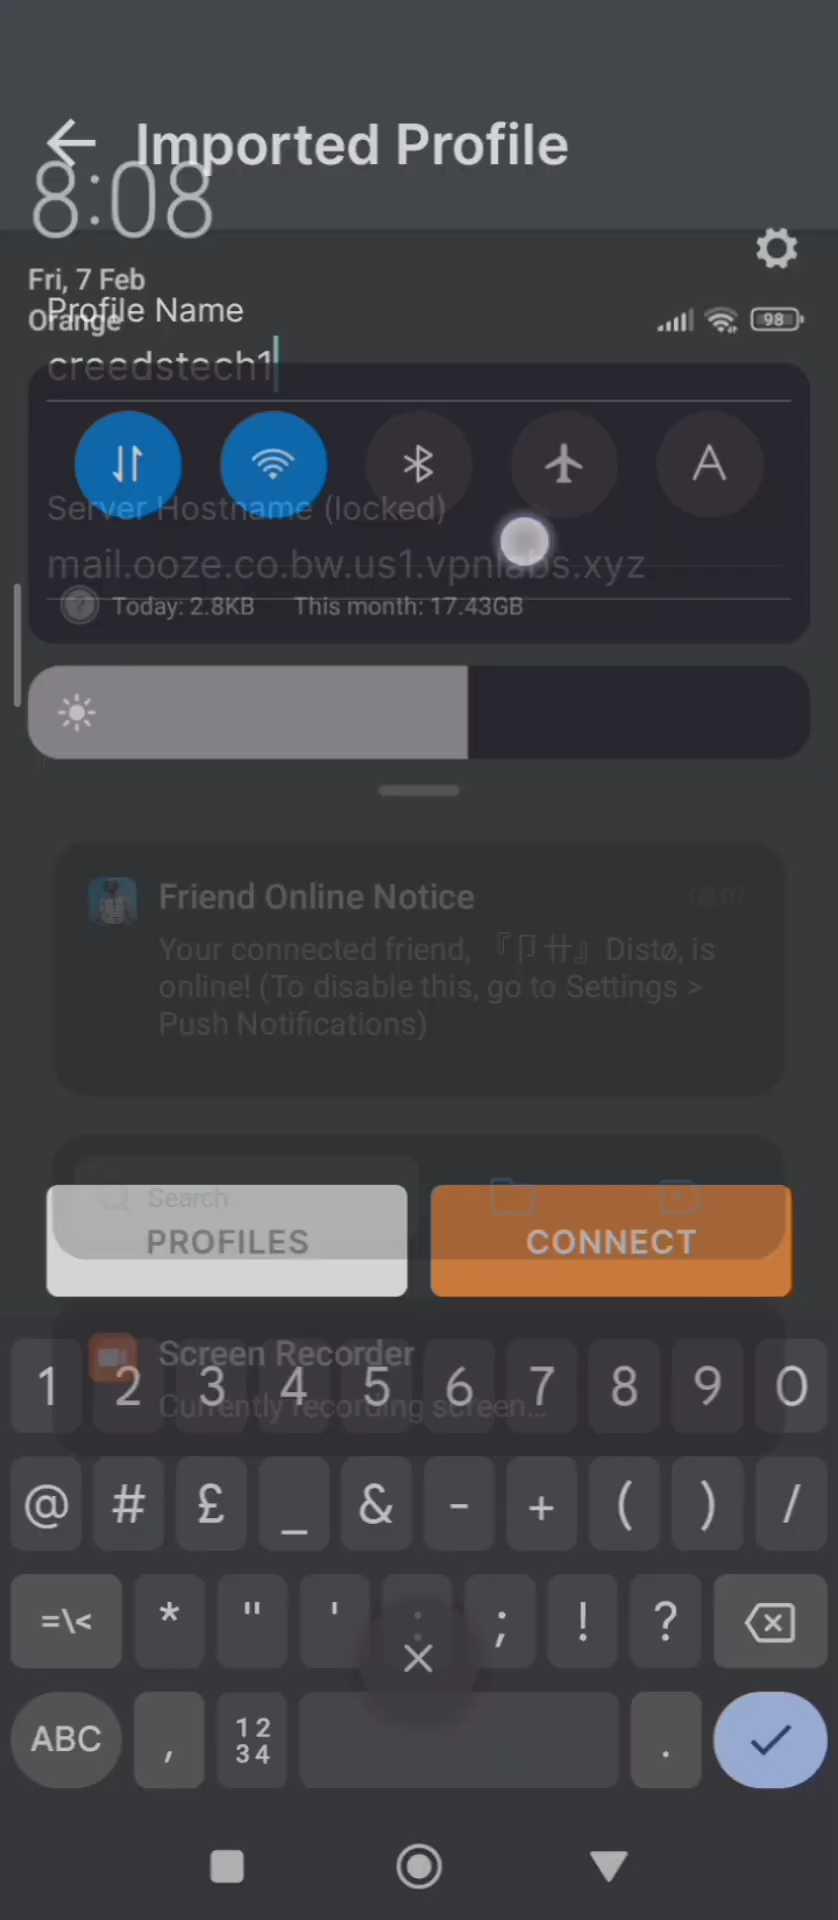 Imported Profile
8:08
Fri, 7 Feb
Orange
Profile Name
creedstech1
98
A
Server Hostname (locked)
mail.ooze.co.bw.us1.vpnlabs.xyz
? Today: 2.8KB This month: 17.43GB
Friend Online Notice
Your connected friend, 『卩卄』 Distø, is
online! (To disable this, go to Settings >
Push Notifications)
Search
PROFILES CONNECT
Screen Recorder
Currently recording screen...
1 2 3 4 5 6 7 8 9 0
@ # £ _ & - + ( ) /
=\< * " ' : ; ! ?
ABC , 12 34 .